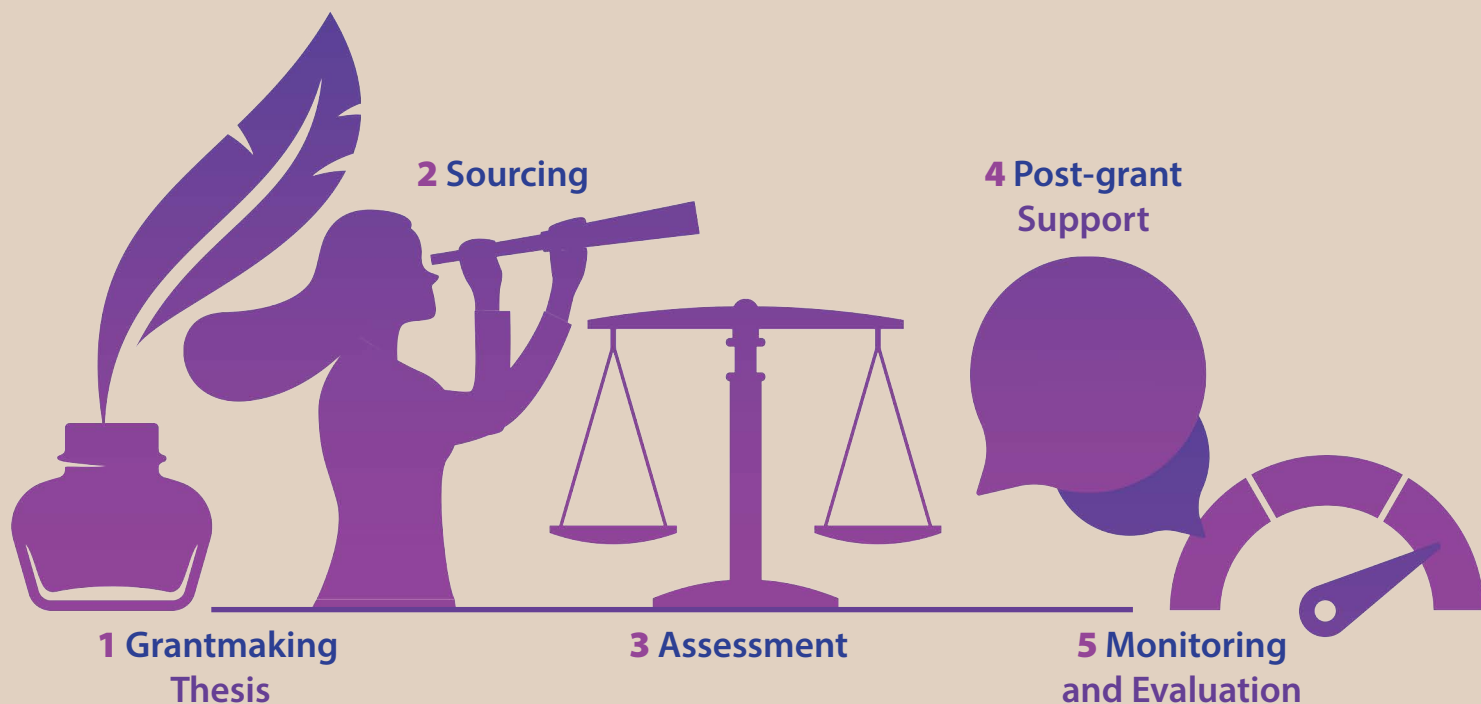 1 Grantmaking
Thesis
2 Sourcing
3 Assessment
4 Post-grant
Support
5 Monitoring
and Evaluation